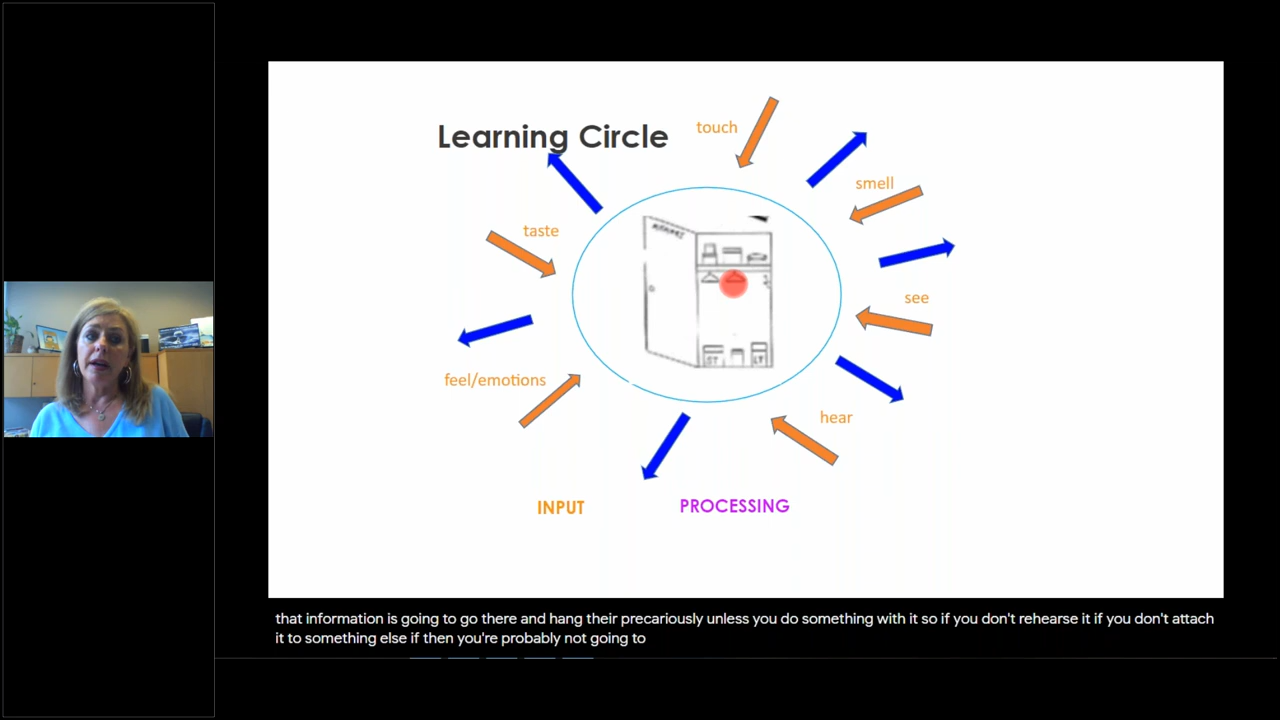 Learning Circle
touch
smell
taste
see
feel/emotions
hear
ST
LT
INPUT
PROCESSING
that information is going to go there and hang their precariously unless you do something with it so if you don't rehearse it if you don't attach
it to something else if then you're probably not going to